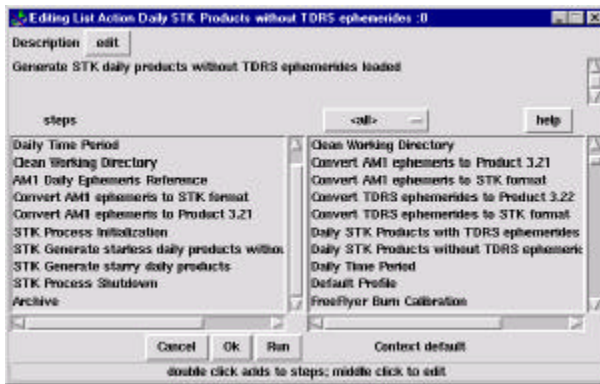 Editing List Action Daily STK Products without TDRS ephemerides :0
Description edit
Generate STK daily products without TDRS ephemerides loaded
steps
<all>
help
Daily Time Period
Clean Working Directory
AM1 Daily Ephemeris Reference
Convert AM1 ephemeris to STK format
Convert AM1 ephemeris to Product 3.21
STK Process Initialization
STK Generate starless daily products withou
STK Generate starry daily products
STK Process Shutdown
Archive
Clean Working Directory
Convert AM1 ephemeris to Product 3.21
Convert AM1 ephemeris to STK format
Convert TDRS ephemerides to Product 3.22
Convert TDRS ephemerides to STK format
Daily STK Products with TDRS ephemerides
Daily STK Products without TDRS ephemeric
Daily Time Period
Default Profile
FreeFlyer Burn Calibration
Cancel Ok Run Context default
double click adds to steps; middle click to edit